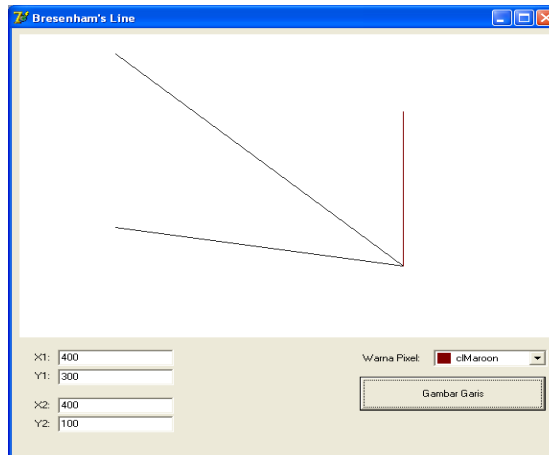 Bresenham's Line
X1: 400
Y1: 300
X2: 400
Y2: 100
Warna Pixel: clMaroon
Gambar Garis